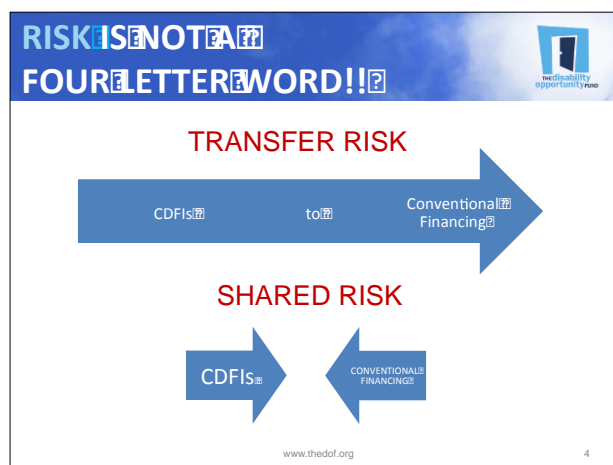 RISK IS NOT A
FOUR LETTER WORD!!
THE disability
opportunity FUND
TRANSFER RISK
CDFIs to Conventional
Financing
SHARED RISK
CDFIs
CONVENTIONAL
FINANCING
www.thedof.org 4